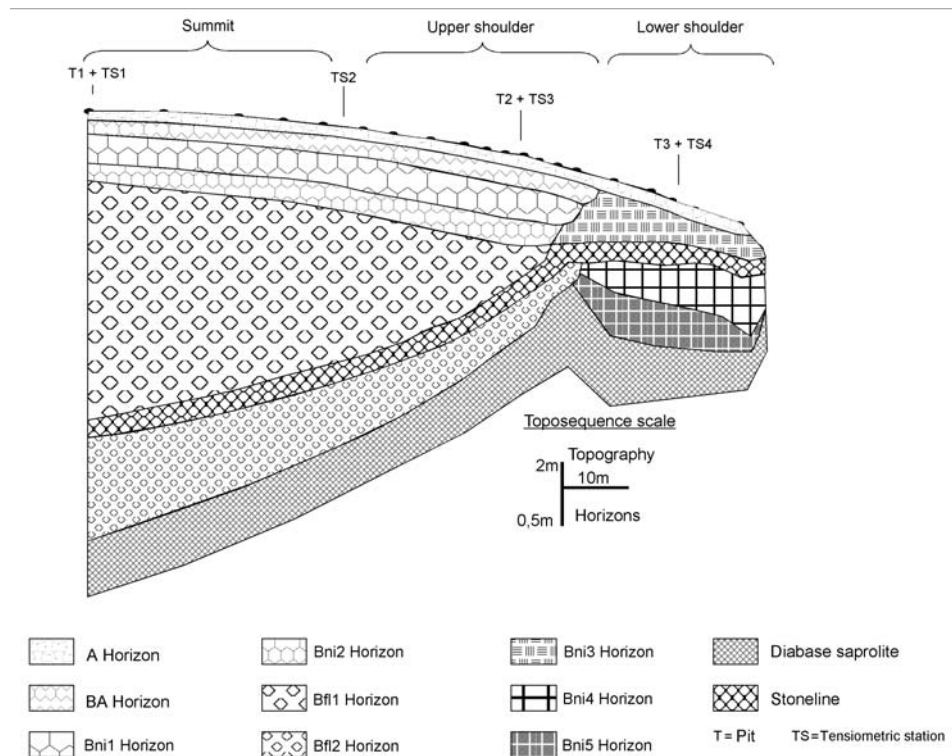 Summit
Upper shoulder
Lower shoulder
T1 + TS1
TS2
T2 + TS3
T3 + TS4
Toposequence scale
2m
Topography
10m
0,5m
Horizons
A Horizon
Bni2 Horizon
Bni3 Horizon
Diabase saprolite
BA Horizon
Bfl1 Horizon
Bni4 Horizon
Stoneline
Bni1 Horizon
Bfl2 Horizon
Bni5 Horizon
T = Pit
TS = Tensiometric station